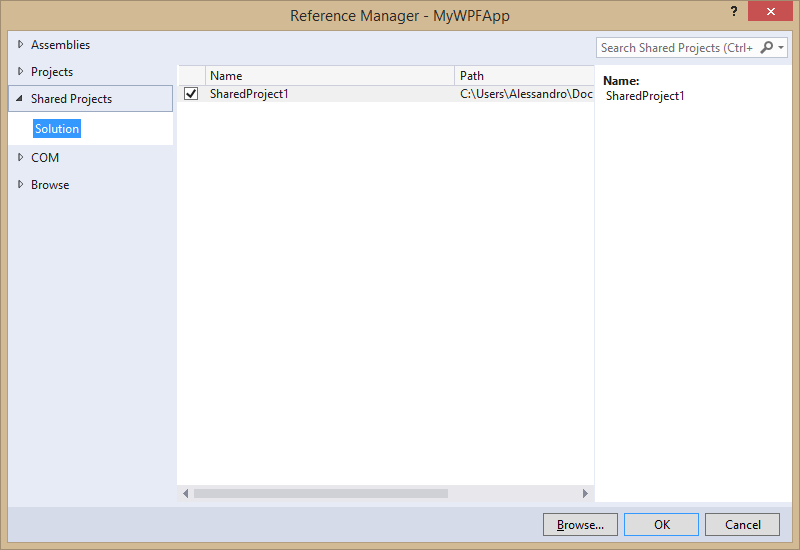 Reference Manager - MyWPFApp
?
Assemblies
Projects
Shared Projects
Solution
COM
Browse
Name Path
SharedProject1 C:\Users\Alessandro\Doc
Search Shared Projects (Ctrl+
Name:
SharedProject1
Browse... OK Cancel